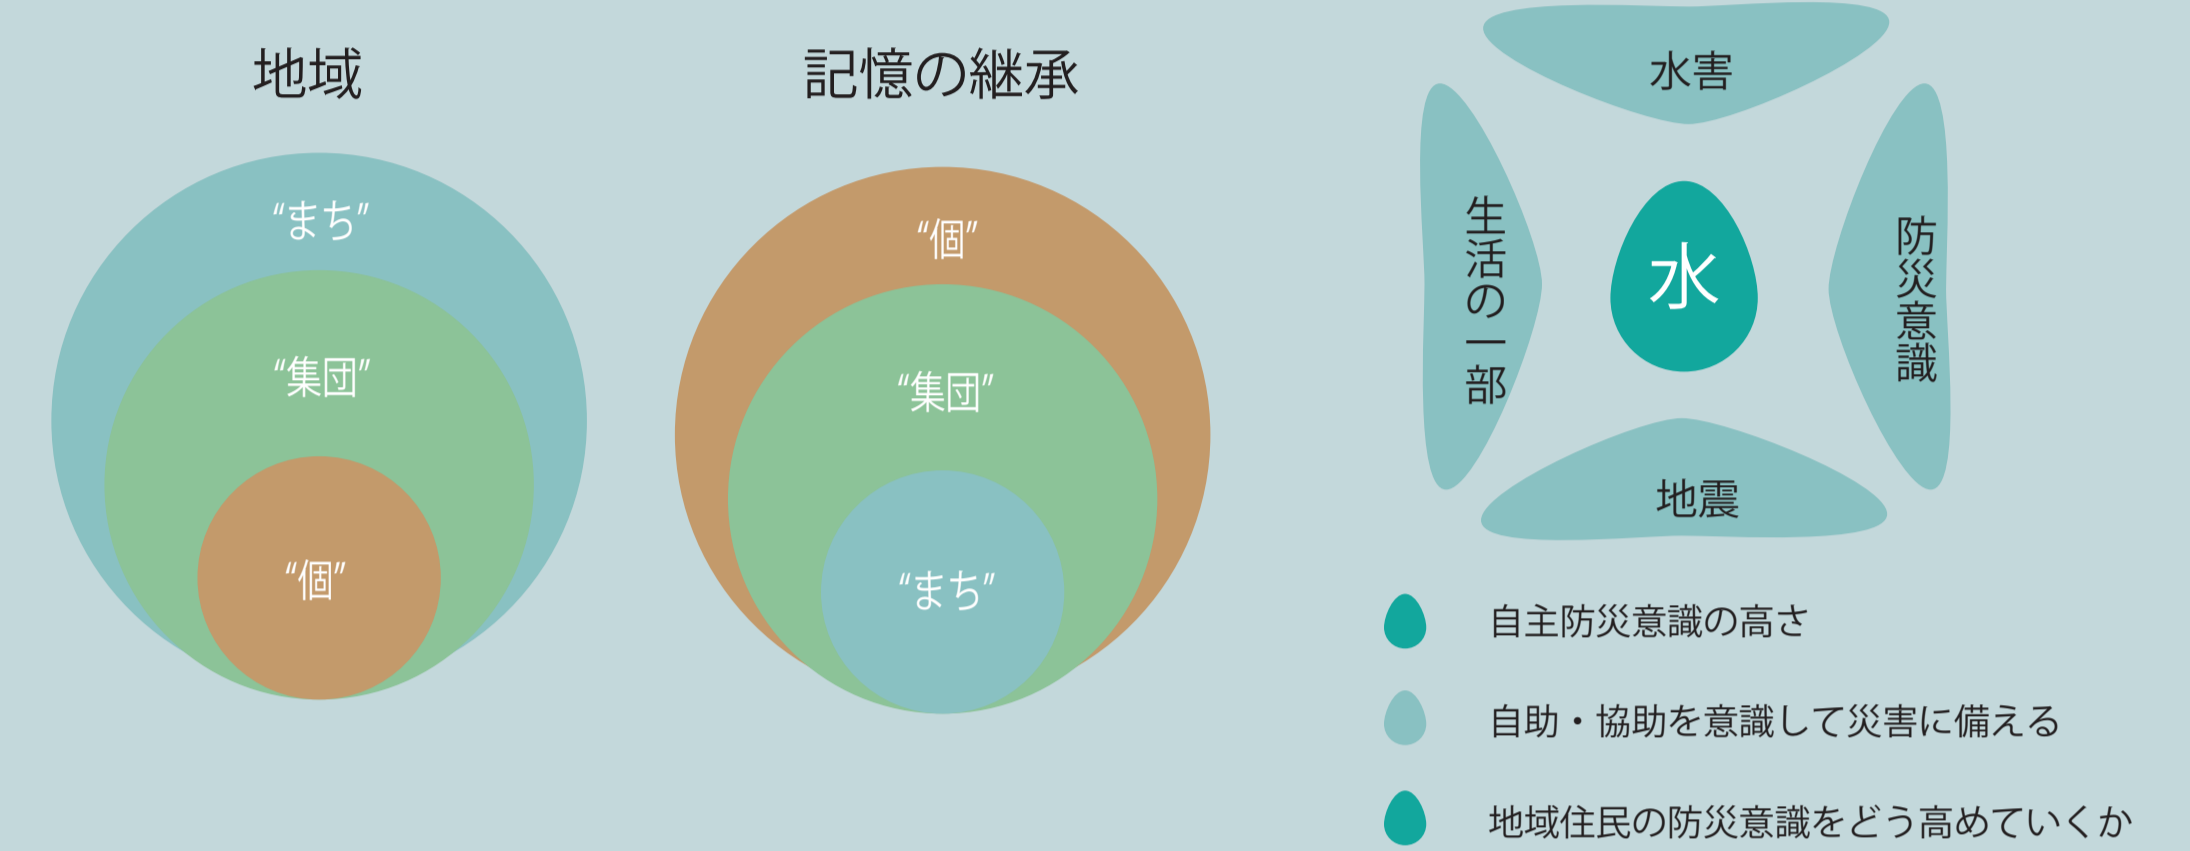 地域
“まち”
“集団”
“個”
記憶の継承
“個”
“集団”
“まち”
水害
生活の一部
水
防災意識
地震
自主防災意識の高さ
自助・協助を意識して災害に備える
地域住民の防災意識をどう高めていくか